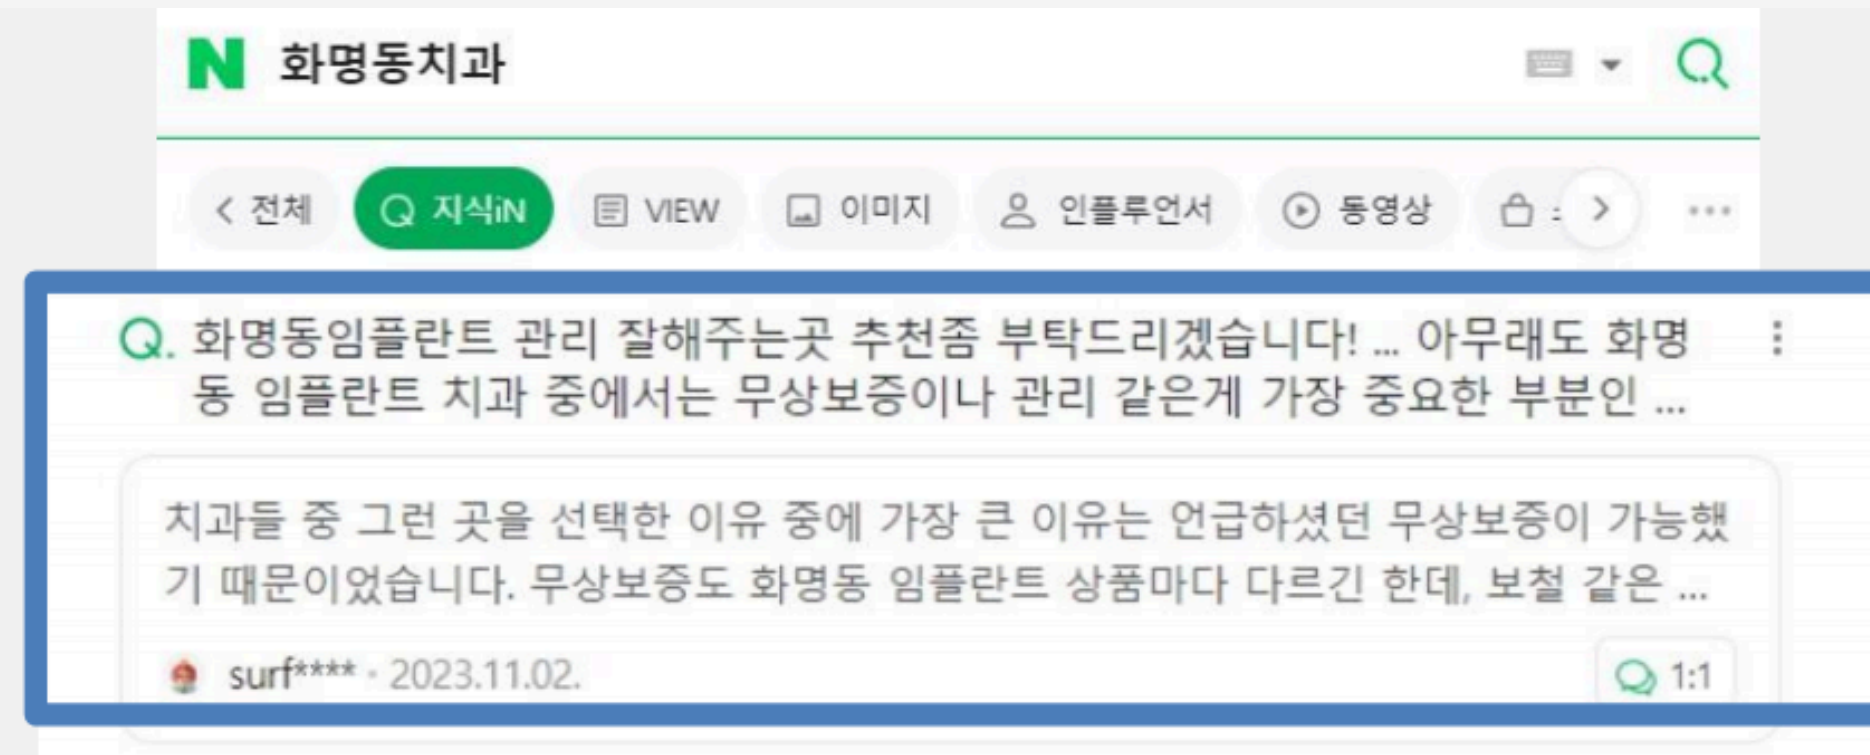 N 화명동치과
전체 지식iN VIEW 이미지 인플루언서 동영상
Q. 화명동임플란트 관리 잘해주는곳 추천좀 부탁드리겠습니다! ... 아무래도 화명
동 임플란트 치과 중에서는 무상보증이나 관리 같은게 가장 중요한 부분인 ...
치과들 중 그런 곳을 선택한 이유 중에 가장 큰 이유는 언급하셨던 무상보증이 가능했
기 때문이었습니다. 무상보증도 화명동 임플란트 상품마다 다르긴 한데, 보철 같은 ...
surf**** · 2023.11.02. 1:1